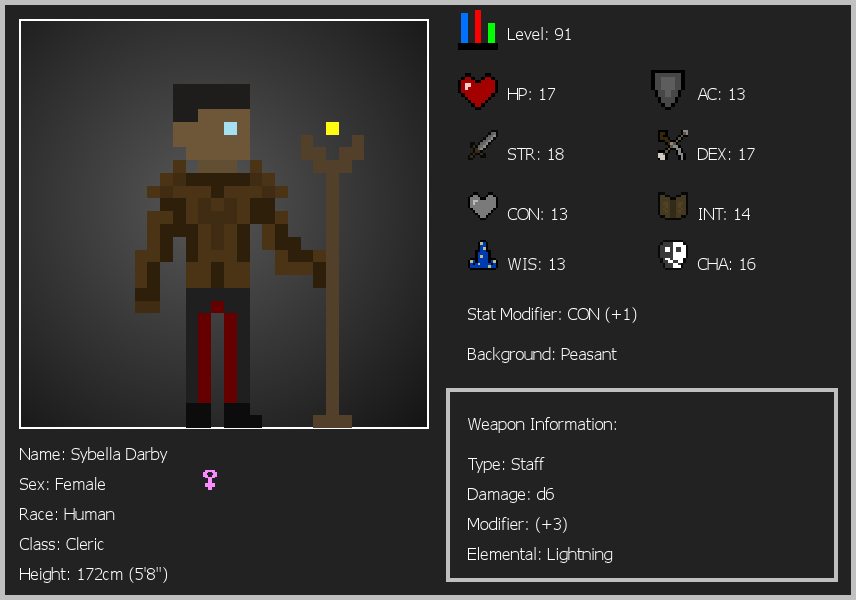 Level: 91
HP: 17
AC: 13
STR: 18
DEX: 17
CON: 13
INT: 14
WIS: 13
CHA: 16
Stat Modifier: CON (+1)
Background: Peasant
Weapon Information:
Type: Staff
Damage: d6
Modifier: (+3)
Elemental: Lightning
Name: Sybella Darby
Sex: Female
Race: Human
Class: Cleric
Height: 172cm (5'8")